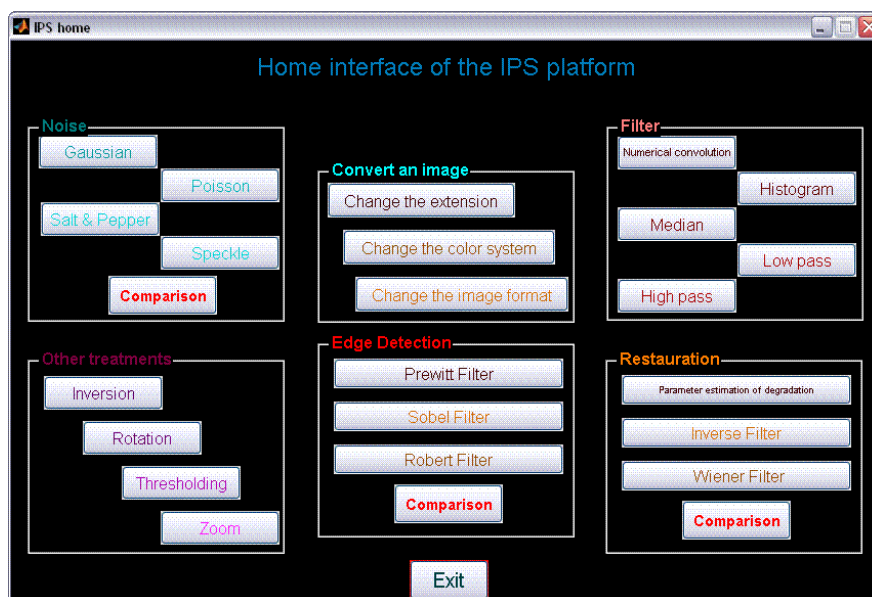 IPS home
Home interface of the IPS platform
Noise
Gaussian
Poisson
Salt & Pepper
Speckle
Comparison
Convert an image
Change the extension
Change the color system
Change the image format
Filter
Numerical convolution
Histogram
Median
Low pass
High pass
Other treatments
Inversion
Rotation
Thresholding
Zoom
Edge Detection
Prewitt Filter
Sobel Filter
Robert Filter
Comparison
Restauration
Parameter estimation of degradation
Inverse Filter
Wiener Filter
Comparison
Exit